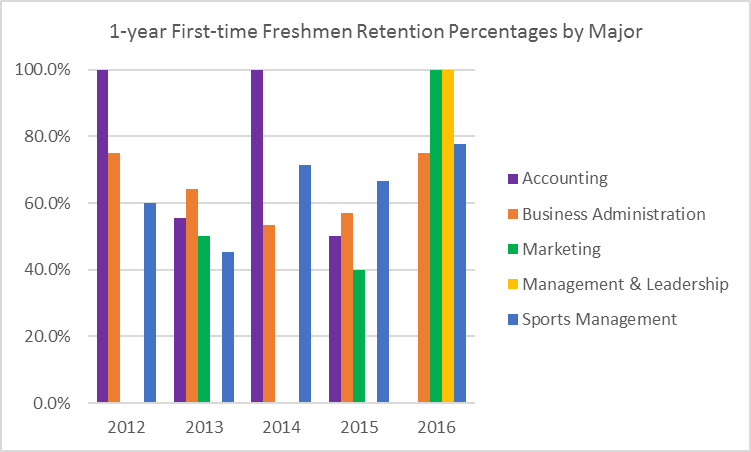 1-year First-time Freshmen Retention Percentages by Major
100.0%
80.0%
60.0%
40.0%
20.0%
0.0%
2012 2013 2014 2015 2016
Accounting
Business Administration
Marketing
Management & Leadership
Sports Management